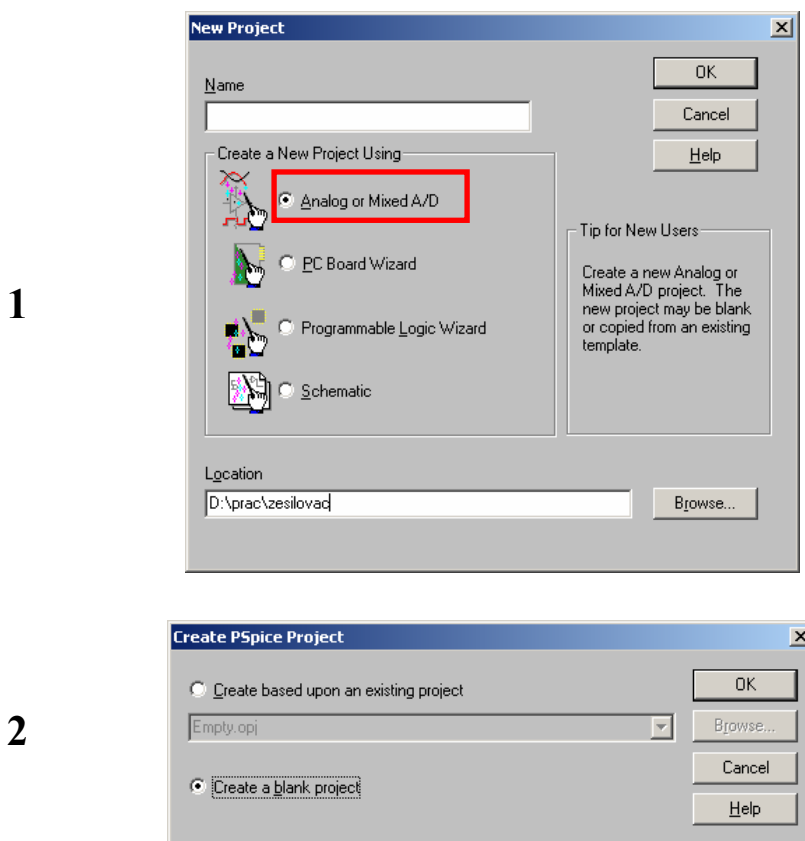 1
New Project
Name
OK
Cancel
Help
Create a New Project Using
Analog or Mixed A/D
PC Board Wizard
Programmable Logic Wizard
Schematic
Tip for New Users
Create a new Analog or
Mixed A/D project. The
new project may be blank
or copied from an existing
template.
Location
D:\prac\zesilovac
Browse...
2
Create PSpice Project
Create based upon an existing project
Empty.opj
Create a blank project
OK
Browse...
Cancel
Help